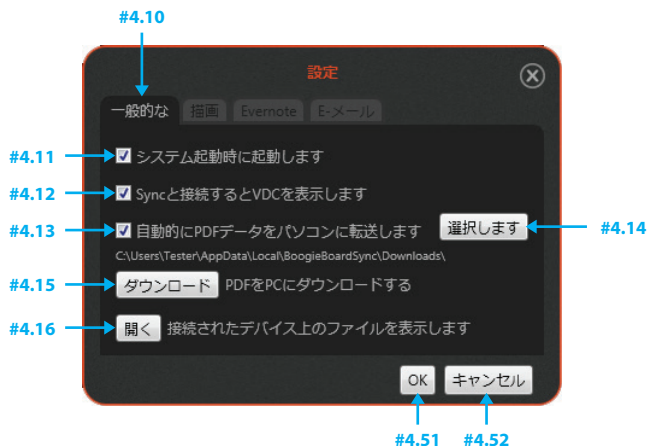 #4.10
設定
一般的な 描画 Evernote E-メール
#4.11 システム起動時に起動します
#4.12 Syncと接続するとVDCを表示します
#4.13 自動的にPDFデータをパソコンに転送します 選択します #4.14
C:\Users\Tester\AppData\Local\BoogieBoardSync\Downloads\
#4.15 ダウンロード PDFをPCにダウンロードする
#4.16 開く 接続されたデバイス上のファイルを表示します
OK キャンセル
#4.51 #4.52